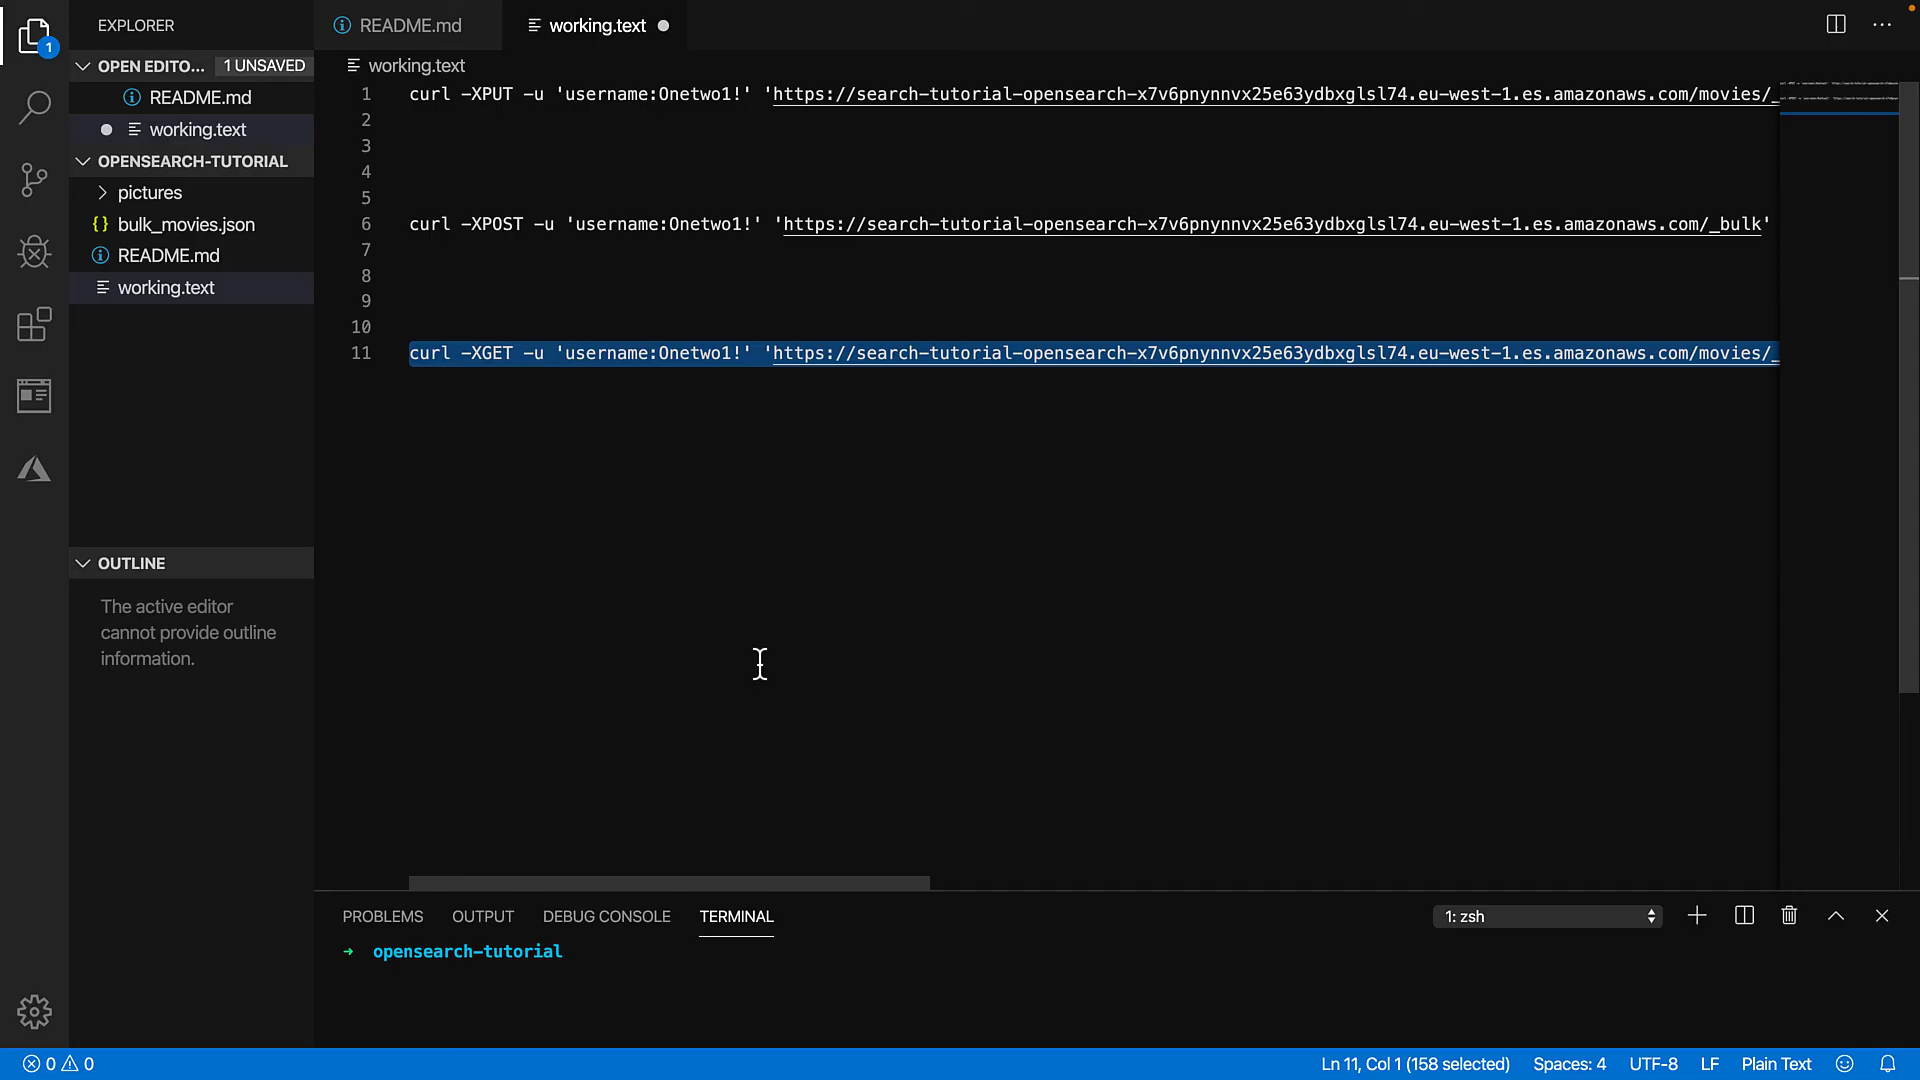 EXPLORER
OPEN EDITO... 1 UNSAVED
README.md
working.text
OPENSEARCH-TUTORIAL
pictures
{} bulk_movies.json
README.md
working.text
OUTLINE
The active editor
cannot provide outline
information.
1
README.md
working.text
working.text
1 curl -XPUT -u 'username:Onetwo1!' 'https://search-tutorial-opensearch-x7v6pnynnvx25e63ydbxglsl74.eu-west-1.es.amazonaws.com/movies/_
2
3
4
5
6 curl -XPOST -u 'username:Onetwo1!' 'https://search-tutorial-opensearch-x7v6pnynnvx25e63ydbxglsl74.eu-west-1.es.amazonaws.com/_bulk'
7
8
9
10
11 curl -XGET -u 'username:Onetwo1!' 'https://search-tutorial-opensearch-x7v6pnynnvx25e63ydbxglsl74.eu-west-1.es.amazonaws.com/movies/_
PROBLEMS OUTPUT DEBUG CONSOLE TERMINAL 1: zsh
→ opensearch-tutorial
0 0 Ln 11, Col 1 (158 selected) Spaces: 4 UTF-8 LF Plain Text